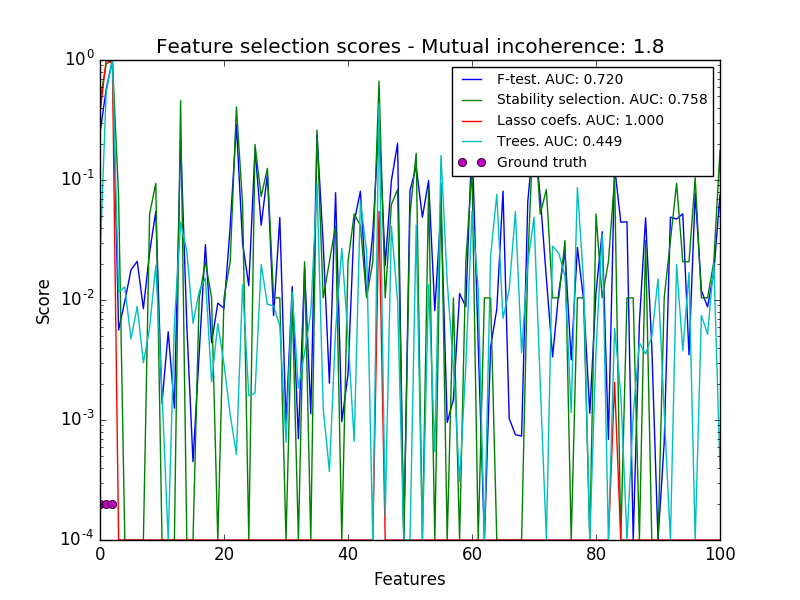 Feature selection scores - Mutual incoherence: 1.8
10^0
10^-1
10^-2
10^-3
10^-4
Score
F-test. AUC: 0.720
Stability selection. AUC: 0.758
Lasso coefs. AUC: 1.000
Trees. AUC: 0.449
Ground truth
0 20 40 60 80 100
Features